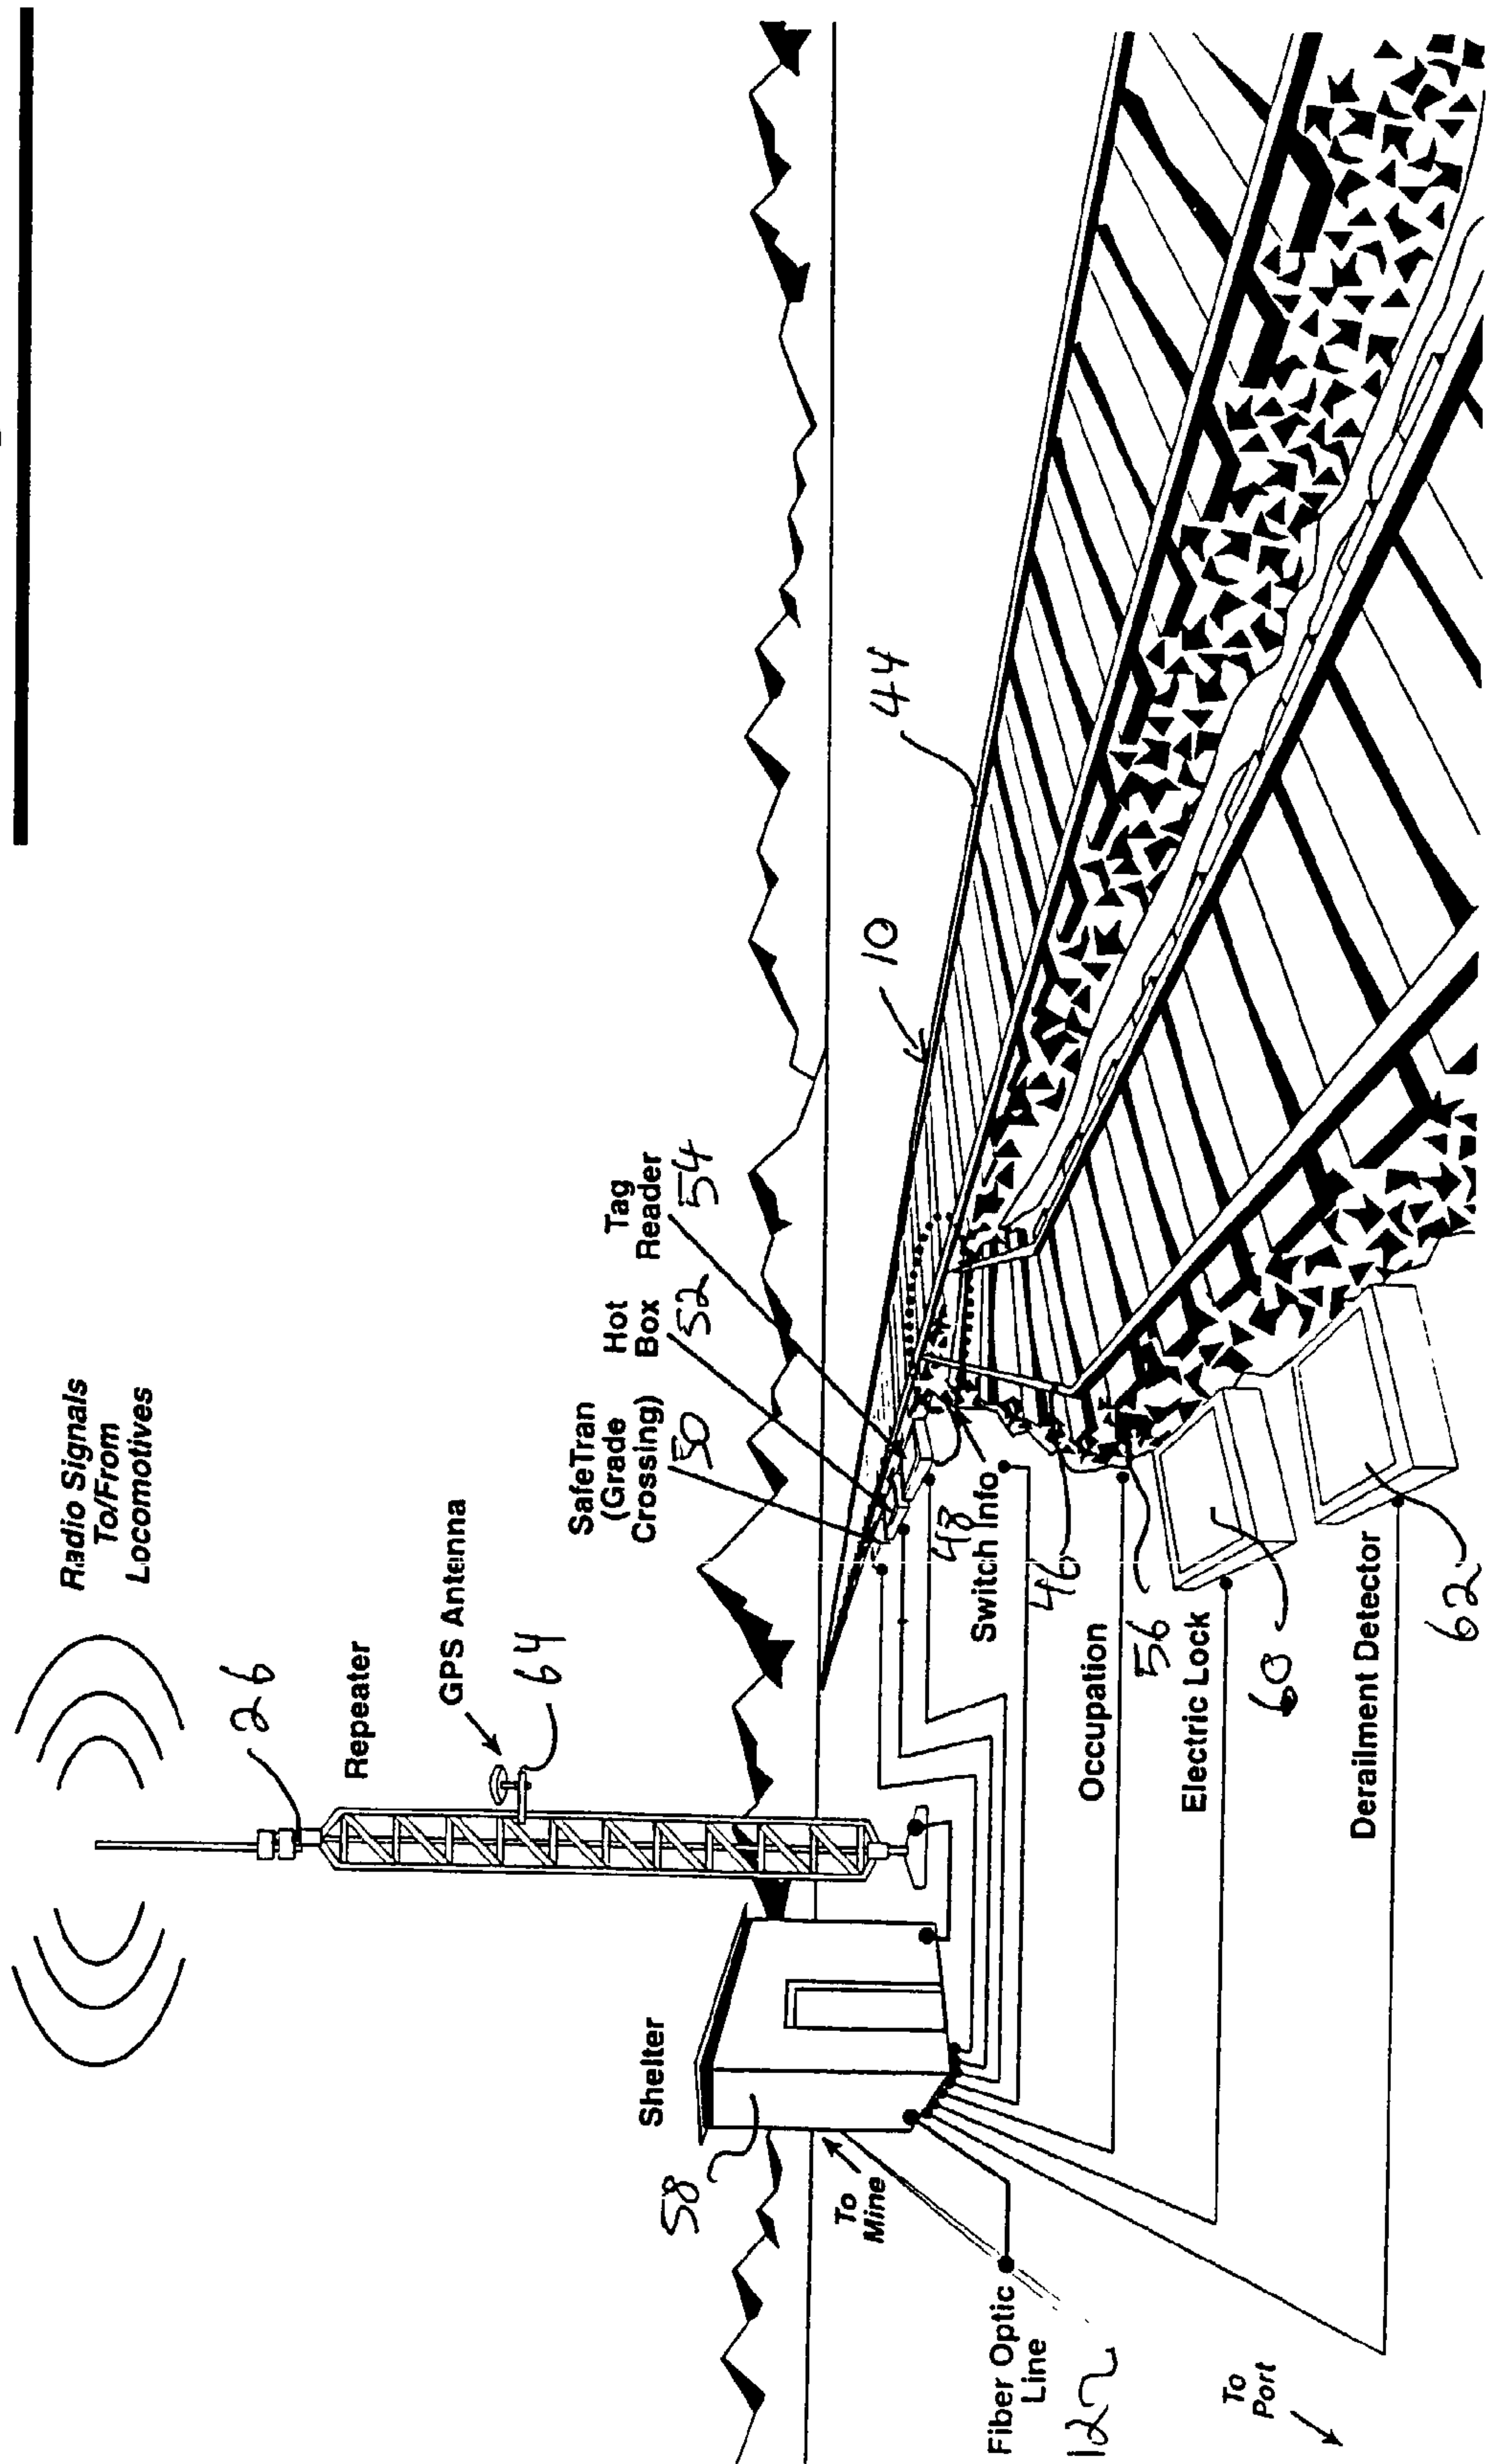 Radio Signals
To/From
Locomotives
26
Repeater
GPS Antenna
64
Shelter
58
SafeTran
(Grade
Crossing)
50
Hot
Box
52
Tag
Reader
54
10
44
To
Mine
Switch Info
48
46
Occupation
56
Electric Lock
60
Derailment Detector
62
Fiber Optic
Line
122
To
Port